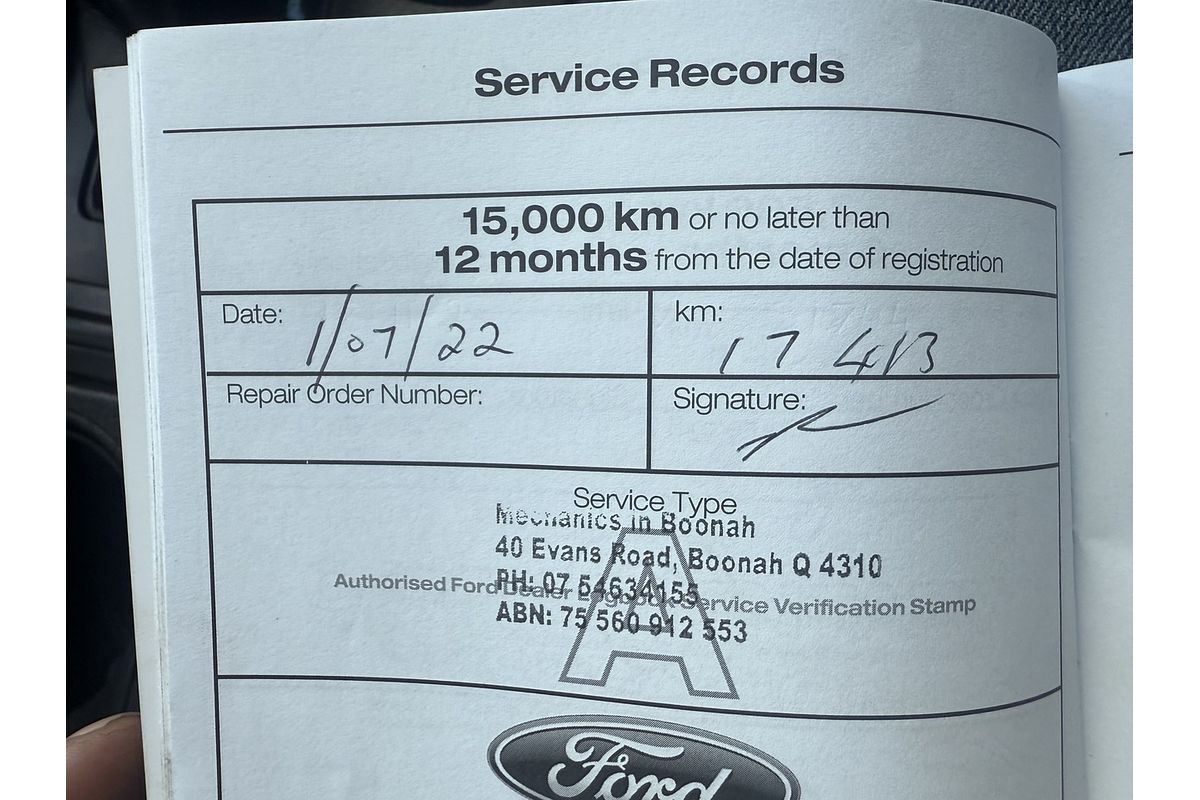 Service Records
15,000 km or no later than
12 months from the date of registration
Date: 1/07/22
km: 17 413
Repair Order Number:
Signature:
Service Type
Mechanics in Boonah
40 Evans Road, Boonah Q 4310
PH: 07 54634155
Authorised Ford Dealer Service Verification Stamp
ABN: 75 560 912 553
A
Ford